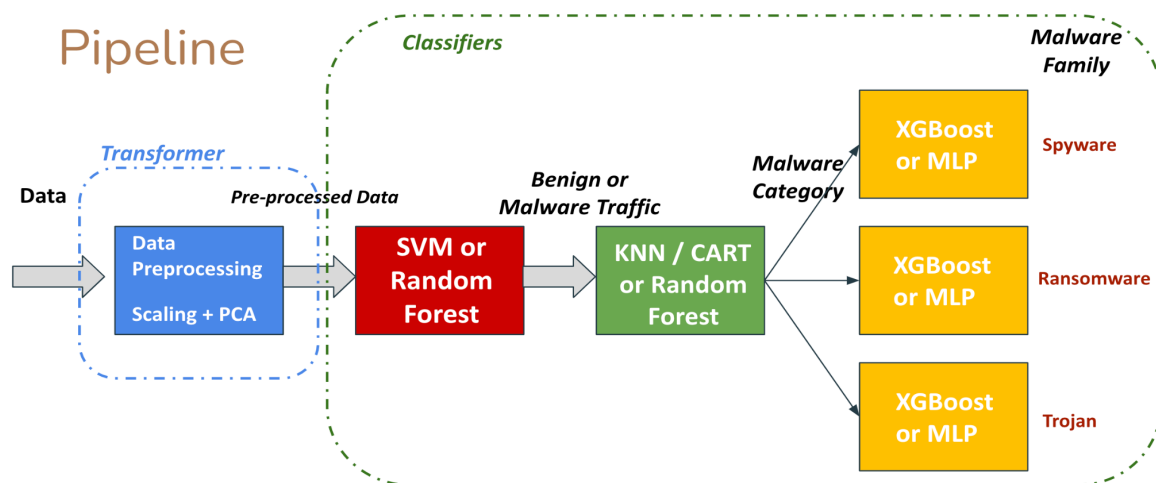 Pipeline
Classifiers
Malware
Family
Transformer
Data
Pre-processed Data
Benign or
Malware Traffic
Malware
Category
Data
Preprocessing
Scaling + PCA
SVM or
Random
Forest
KNN / CART
or Random
Forest
XGBoost
or MLP
Spyware
XGBoost
or MLP
Ransomware
XGBoost
or MLP
Trojan